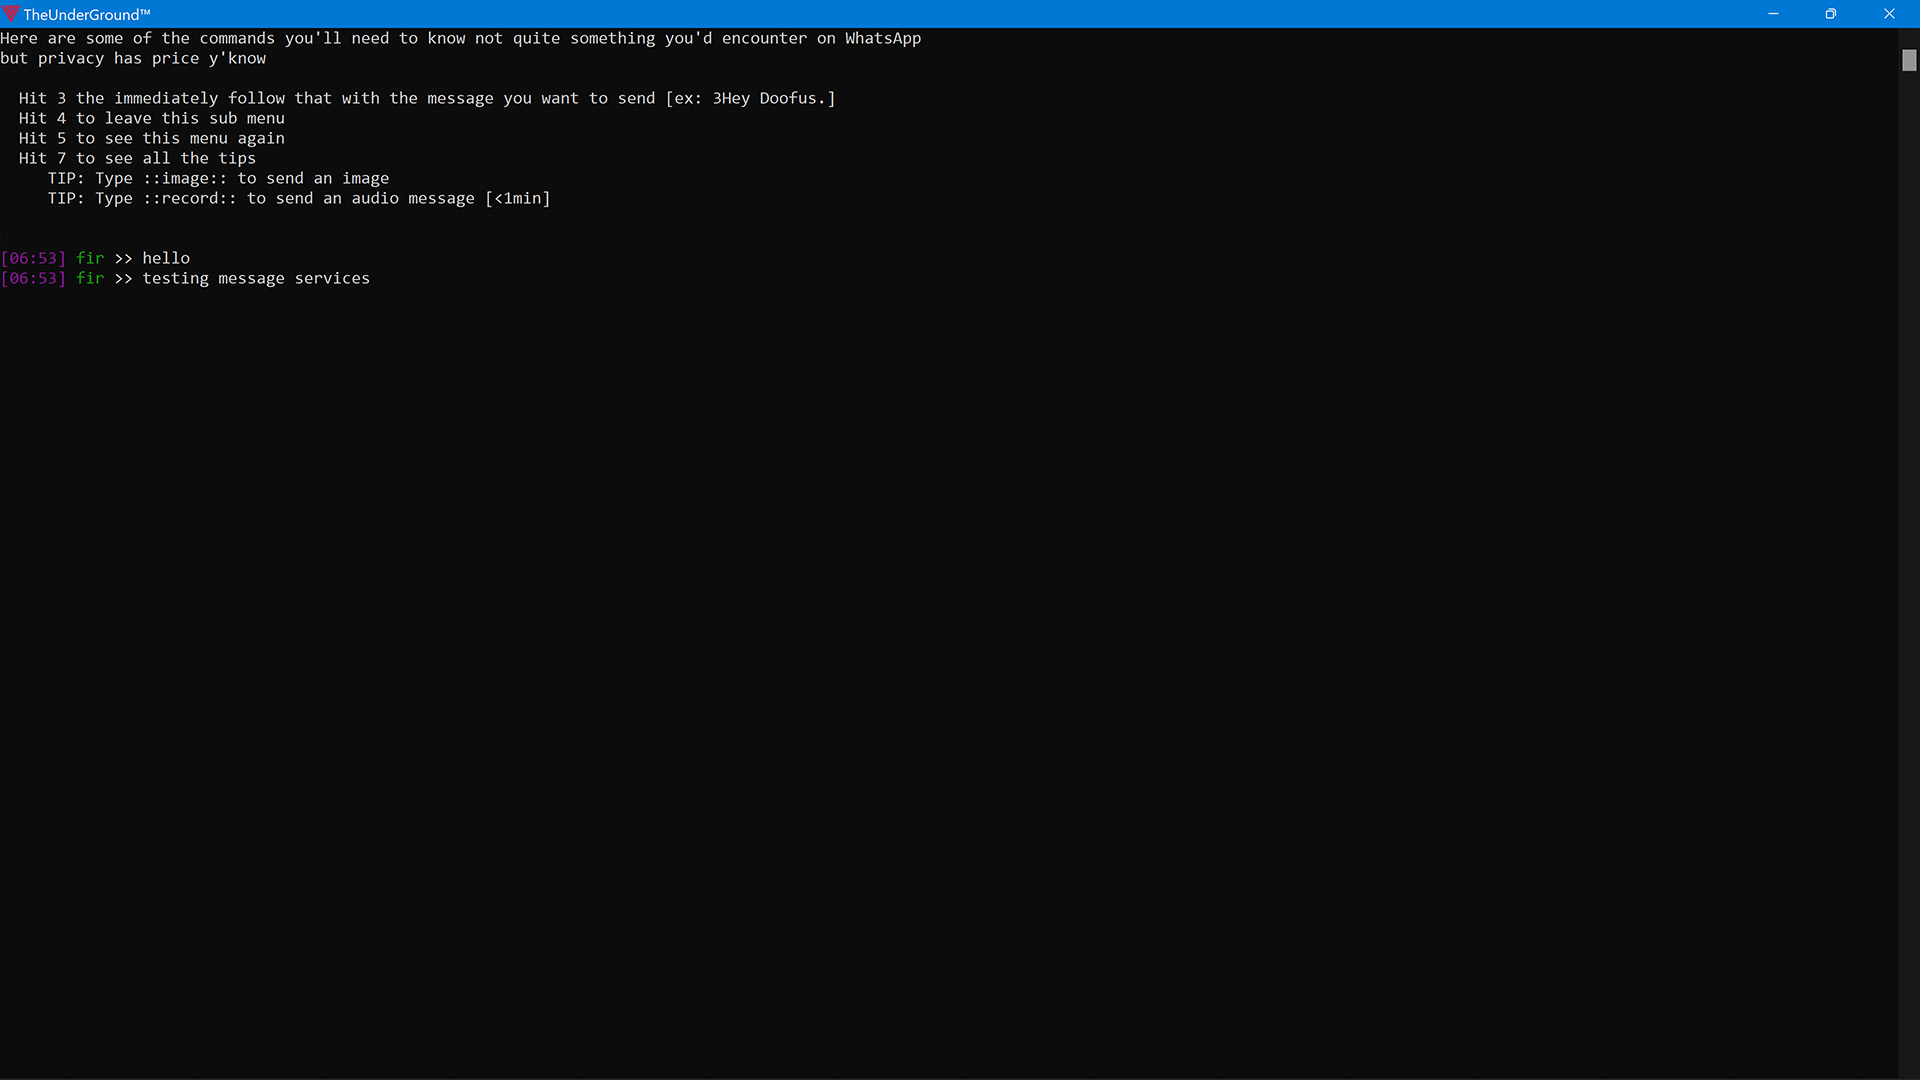 TheUnderGround™
Here are some of the commands you'll need to know not quite something you'd encounter on WhatsApp
but privacy has price y'know
Hit 3 the immediately follow that with the message you want to send [ex: 3Hey Doofus.]
Hit 4 to leave this sub menu
Hit 5 to see this menu again
Hit 7 to see all the tips
TIP: Type ::image:: to send an image
TIP: Type ::record:: to send an audio message [<1min]
[06:53] fir >> hello
[06:53] fir >> testing message services